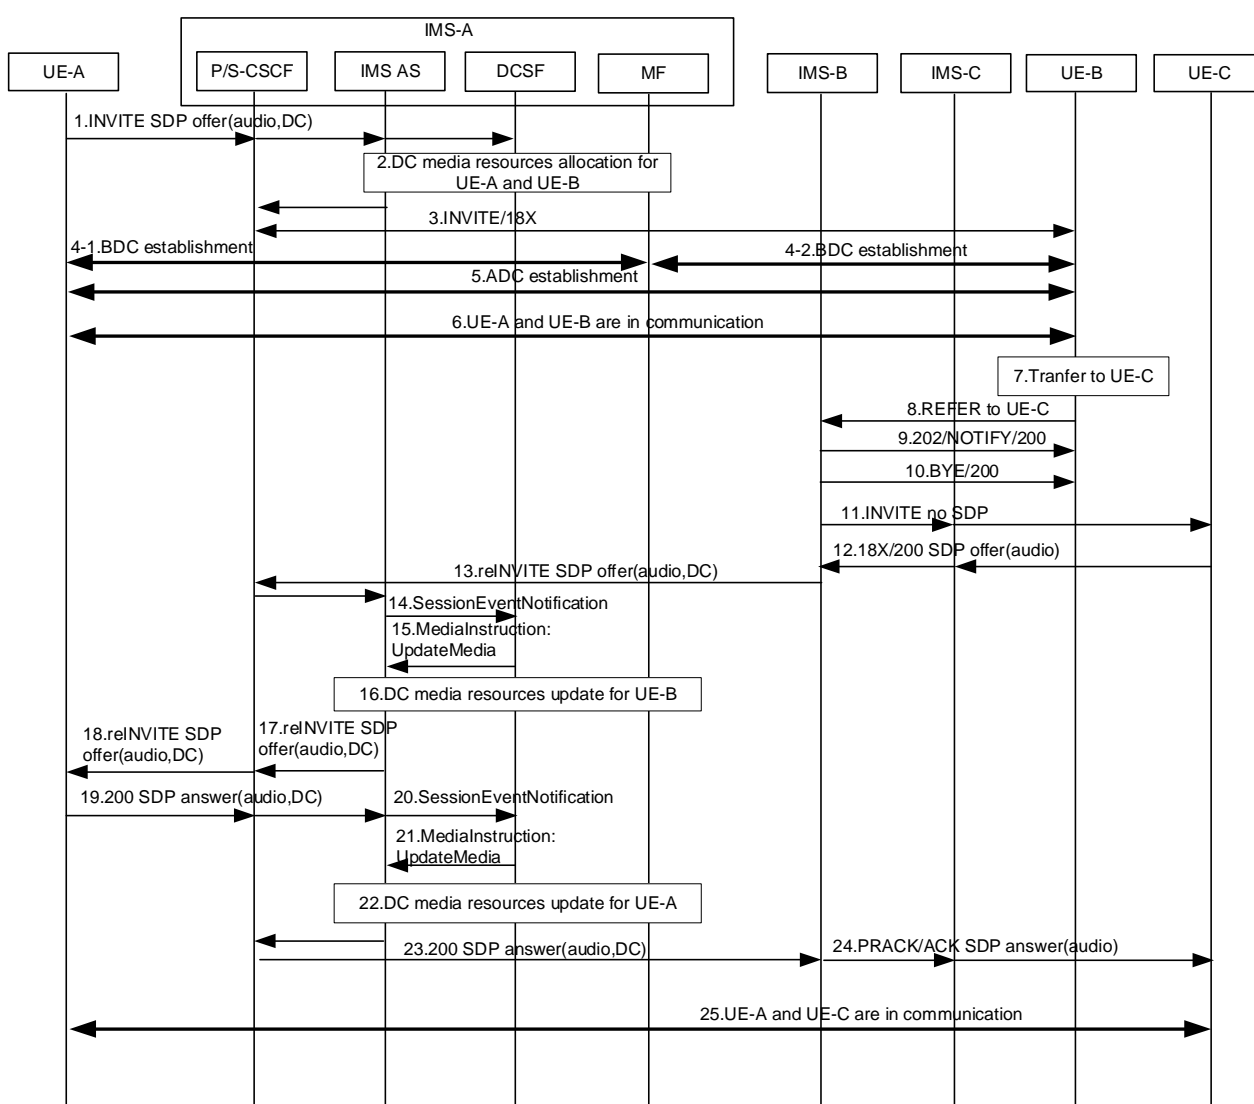 IMS-A
UE-A
P/S-CSCF
IMS AS
DCSF
MF
IMS-B
IMS-C
UE-B
UE-C
1.INVITE SDP offer(audio,DC)
2.DC media resources allocation for
UE-A and UE-B
3.INVITE/18X
4-1.BDC establishment
4-2.BDC establishment
5.ADC establishment
6.UE-A and UE-B are in communication
7.Tranfer to UE-C
8.REFER to UE-C
9.202/NOTIFY/200
10.BYE/200
11.INVITE no SDP
12.18X/200 SDP offer(audio)
13.reINVITE SDP offer(audio,DC)
14.SessionEventNotification
15.MediaInstruction:
UpdateMedia
16.DC media resources update for UE-B
17.reINVITE SDP
offer(audio,DC)
18.reINVITE SDP
offer(audio,DC)
19.200 SDP answer(audio,DC)
20.SessionEventNotification
21.MediaInstruction:
UpdateMedia
22.DC media resources update for UE-A
23.200 SDP answer(audio,DC)
24.PRACK/ACK SDP answer(audio)
25.UE-A and UE-C are in communication